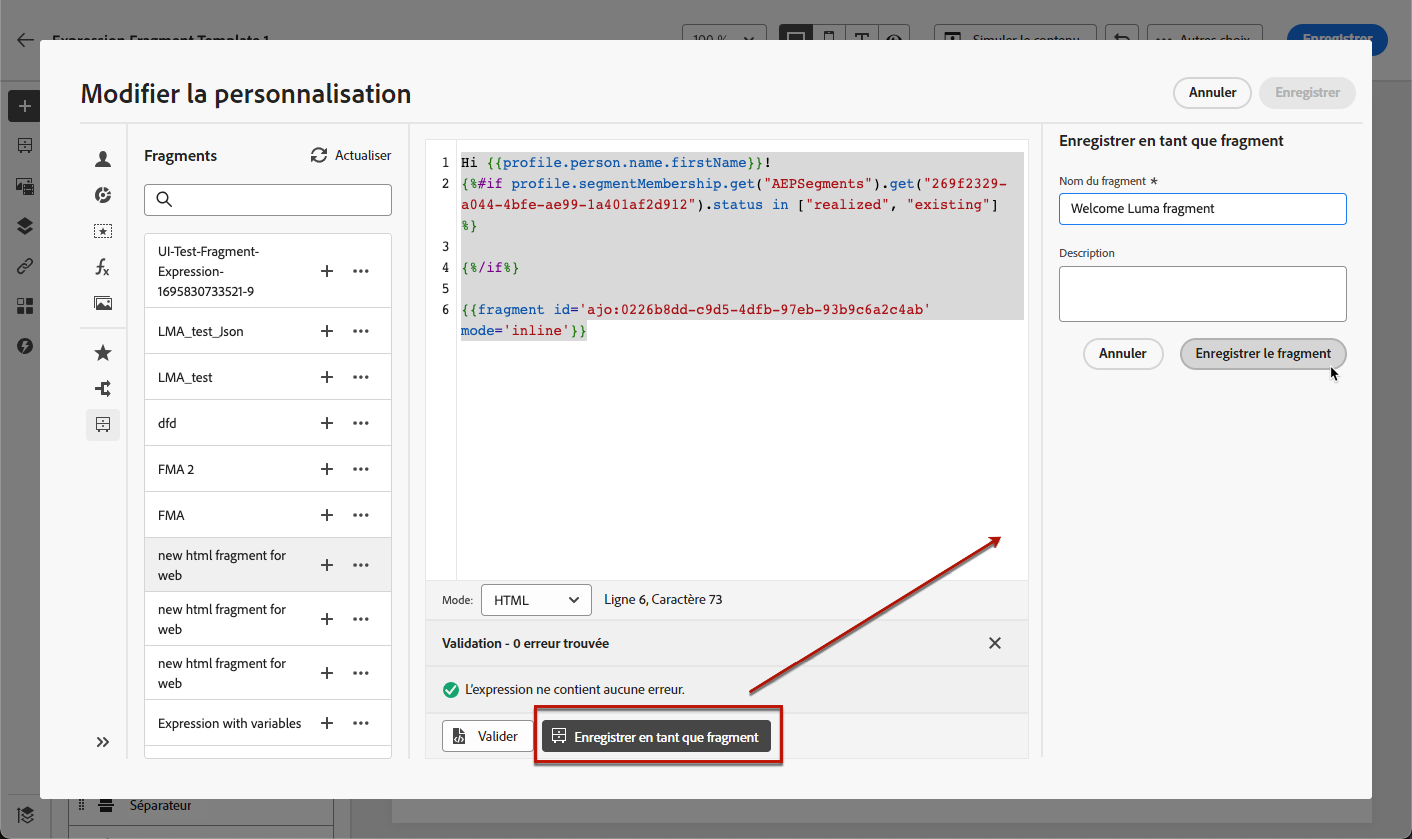 Expression Fragment Template 1
100 %
Simuler le contenu
Autres choix
Enregistrer
Modifier la personnalisation
Annuler
Enregistrer
Fragments
Actualiser
UI-Test-Fragment-
Expression-
1695830733521-9
LMA_test_Json
LMA_test
dfd
FMA 2
FMA
new html fragment for
web
new html fragment for
web
new html fragment for
web
Expression with variables
1 Hi {{profile.person.name.firstName}}!
2 {%#if profile.segmentMembership.get("AEPSegments").get("269f2329-
a044-4bfe-ae99-1a401af2d912").status in ["realized", "existing"]
%}
3
4 {%/if%}
5
6 {{fragment id='ajo:0226b8dd-c9d5-4dfb-97eb-93b9c6a2c4ab'
mode='inline'}}
Mode: HTML Ligne 6, Caractère 73
Validation - 0 erreur trouvée
L'expression ne contient aucune erreur.
Valider
Enregistrer en tant que fragment
Enregistrer en tant que fragment
Nom du fragment *
Welcome Luma fragment
Description
Annuler
Enregistrer le fragment
Séparateur